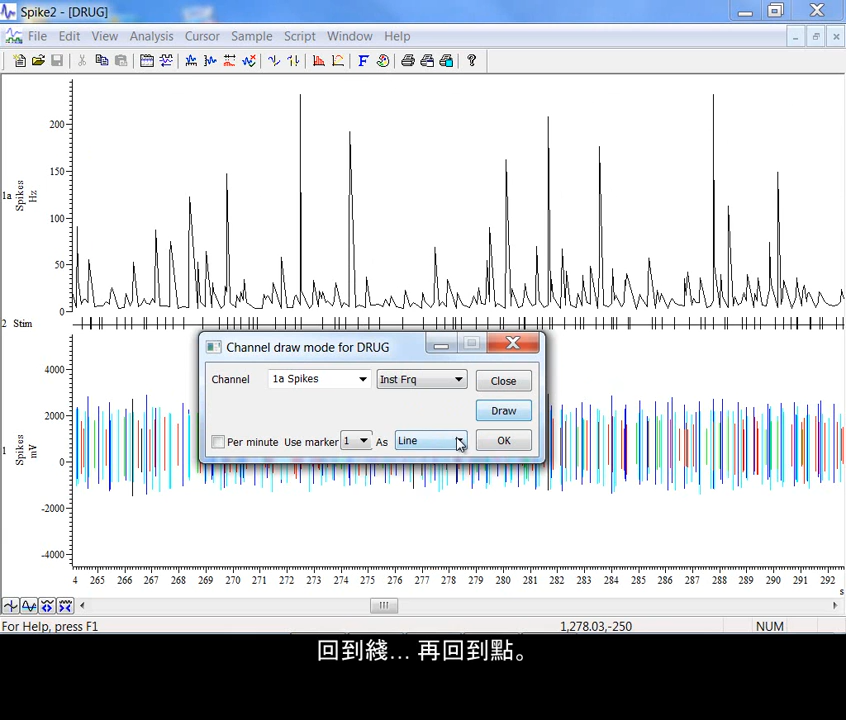 Spike2 - [DRUG]
File Edit View Analysis Cursor Sample Script Window Help
200
150
100
50
0
1a
Spikes
Hz
2 Stim
Channel draw mode for DRUG
Channel 1a Spikes Inst Frq Close
Draw
Per minute Use marker 1 As Line OK
4000
2000
0
-2000
-4000
1
Spikes
mV
4 265 266 267 268 269 270 271 272 273 274 275 276 277 278 279 280 281 282 283 284 285 286 287 288 289 290 291 292
s
For Help, press F1 1,278.03,-250 NUM
回到綫... 再回到點。